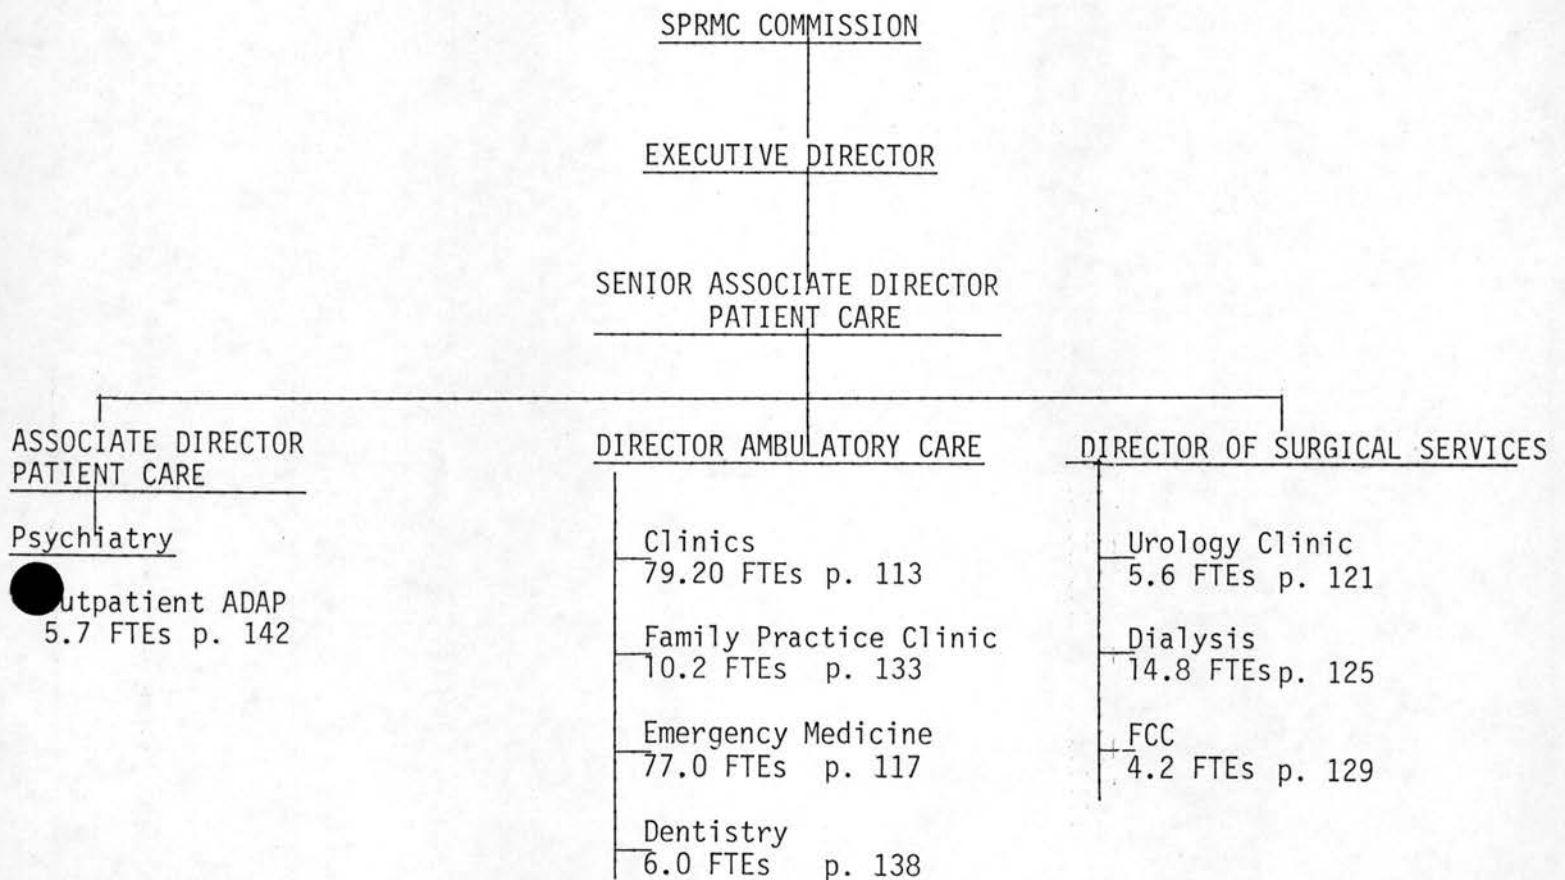 SPRMC COMMISSION
EXECUTIVE DIRECTOR
SENIOR ASSOCIATE DIRECTOR
PATIENT CARE
ASSOCIATE DIRECTOR
PATIENT CARE
Psychiatry
utpatient ADAP
5.7 FTEs p. 142
DIRECTOR AMBULATORY CARE
Clinics
79.20 FTEs p. 113
Family Practice Clinic
10.2 FTEs p. 133
Emergency Medicine
77.0 FTEs p. 117
Dentistry
6.0 FTEs p. 138
DIRECTOR OF SURGICAL SERVICES
Urology Clinic
5.6 FTEs p. 121
Dialysis
14.8 FTEs p. 125
FCC
4.2 FTEs p. 129